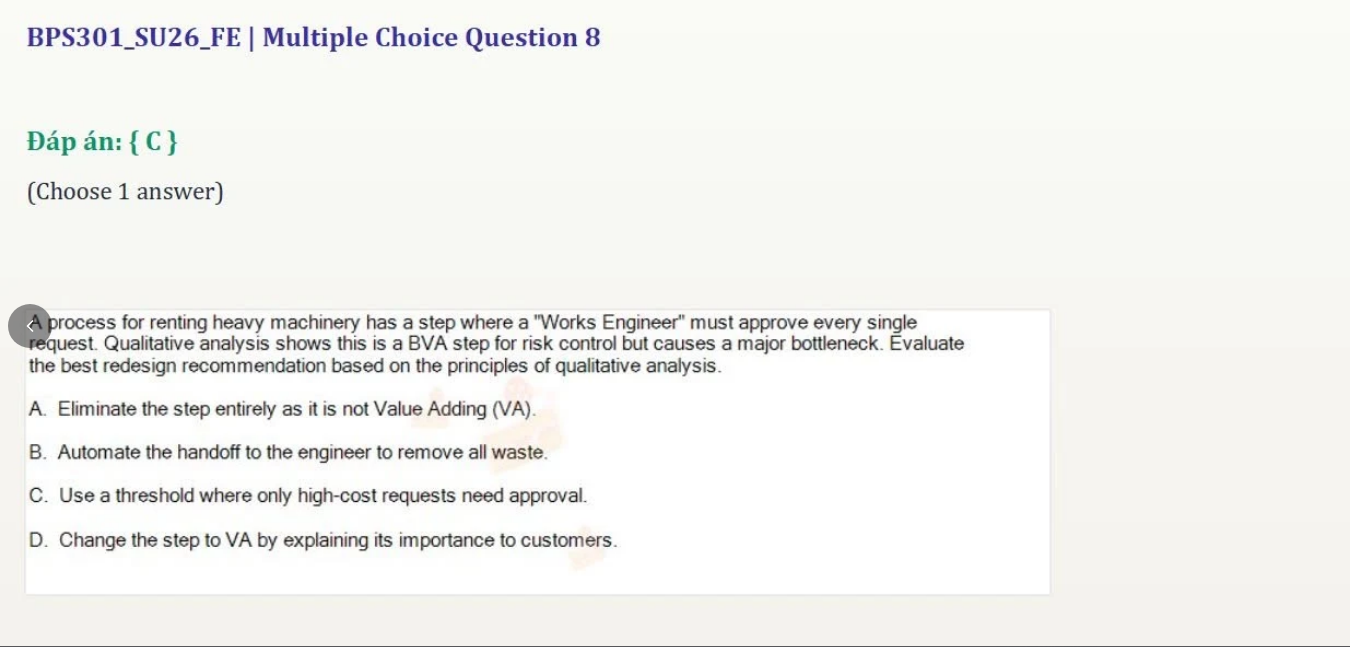 BPS301_SU26_FE | Multiple Choice Question 8
Đáp án: { C }
(Choose 1 answer)
A process for renting heavy machinery has a step where a "Works Engineer" must approve every single
request. Qualitative analysis shows this is a BVA step for risk control but causes a major bottleneck. Evaluate
the best redesign recommendation based on the principles of qualitative analysis.
A. Eliminate the step entirely as it is not Value Adding (VA).
B. Automate the handoff to the engineer to remove all waste.
C. Use a threshold where only high-cost requests need approval.
D. Change the step to VA by explaining its importance to customers.